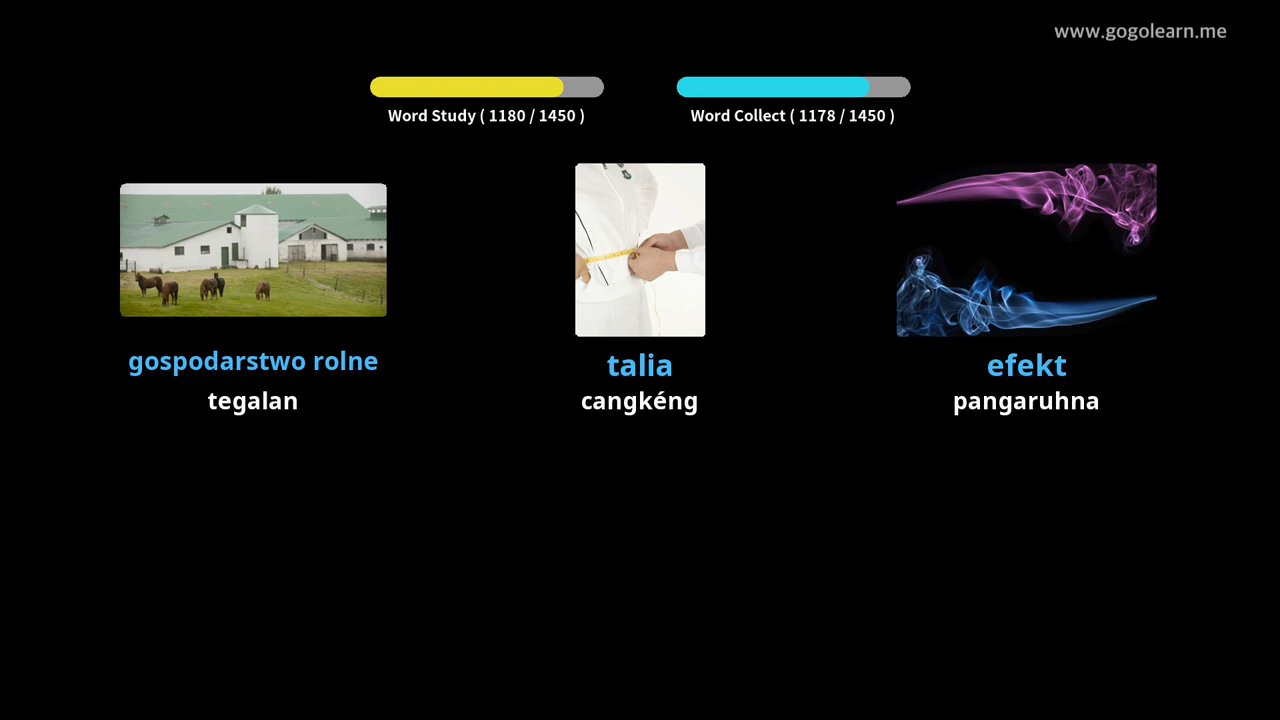 www.gogolearn.me
Word Study ( 1180 / 1450 )
Word Collect ( 1178 / 1450 )
gospodarstwo rolne
tegalan
talia
cangkéng
efekt
pangaruhna